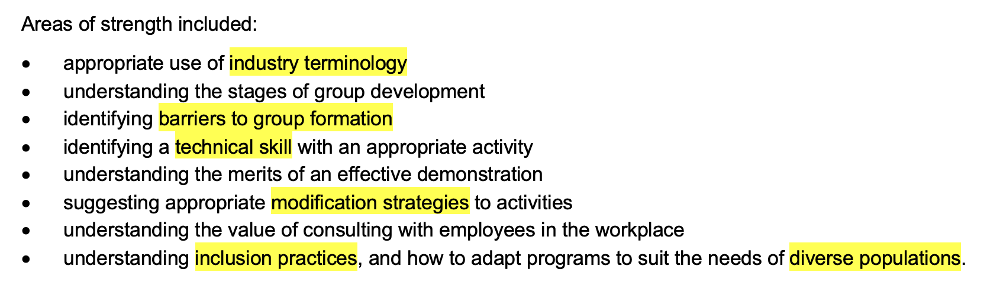 Areas of strength included:
• appropriate use of industry terminology
• understanding the stages of group development
• identifying barriers to group formation
• identifying a technical skill with an appropriate activity
• understanding the merits of an effective demonstration
• suggesting appropriate modification strategies to activities
• understanding the value of consulting with employees in the workplace
• understanding inclusion practices, and how to adapt programs to suit the needs of diverse populations.